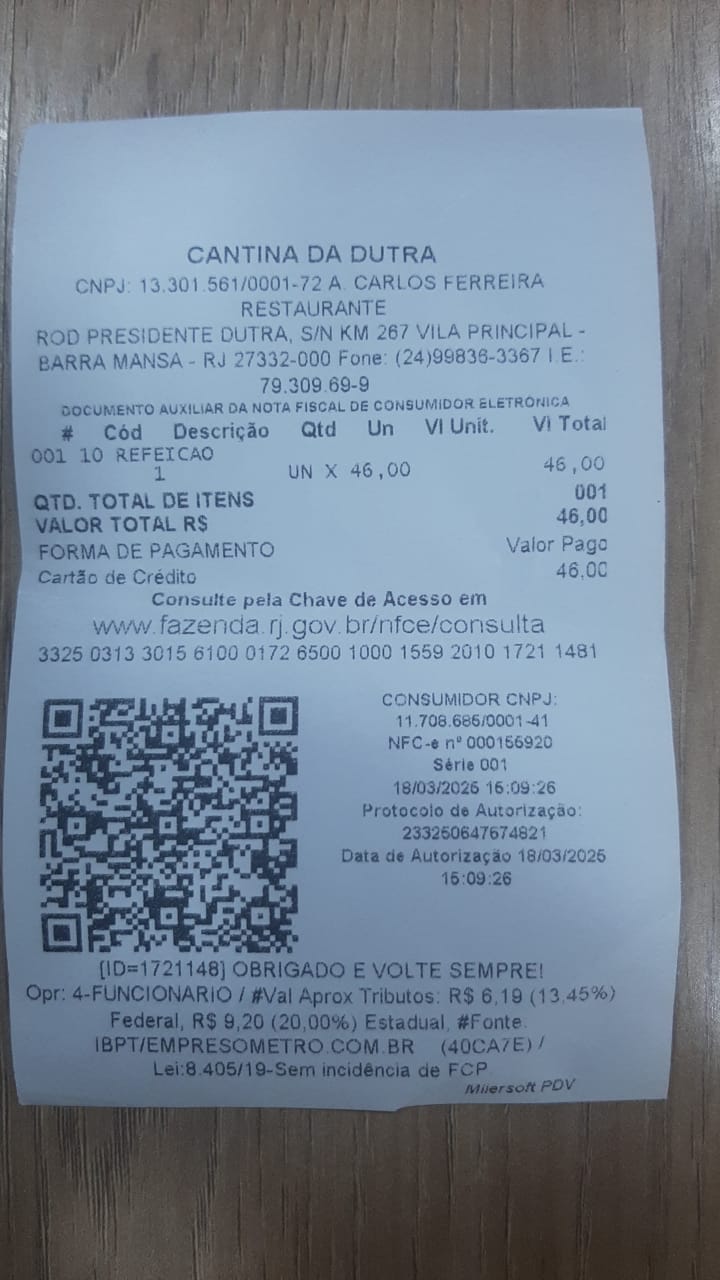 CANTINA DA DUTRA
CNPJ: 13.301.561/0001-72 A. CARLOS FERREIRA
RESTAURANTE
ROD PRESIDENTE DUTRA, S/N KM 267 VILA PRINCIPAL -
BARRA MANSA - RJ 27332-000 Fone: (24)99836-3367 I.E.:
79.309.69-9
DOCUMENTO AUXILIAR DA NOTA FISCAL DE CONSUMIDOR ELETRÔNICA
# Cód Descrição Qtd Un Vl Unit. Vl Total
001 10 REFEICAO
1 UN X 46,00 46,00
QTD. TOTAL DE ITENS 001
VALOR TOTAL R$ 46,00
FORMA DE PAGAMENTO Valor Pago
Cartão de Crédito 46,00
Consulte pela Chave de Acesso em
www.fazenda.rj.gov.br/nfce/consulta
3325 0313 3015 6100 0172 6500 1000 1559 2010 1721 1481
CONSUMIDOR CNPJ:
11.708.685/0001-41
NFC-e nº 000155920
Série 001
18/03/2025 15:09:26
Protocolo de Autorização:
233250647674821
Data de Autorização 18/03/2025
15:09:26
[ID=1721148] OBRIGADO E VOLTE SEMPRE!
Opr: 4-FUNCIONARIO / #Val Aprox Tributos: R$ 6,19 (13,45%)
Federal, R$ 9,20 (20,00%) Estadual, #Fonte.
IBPT/EMPRESOMETRO.COM.BR (40CA7E) /
Lei:8.405/19-Sem incidência de FCP
Miiersoft PDV